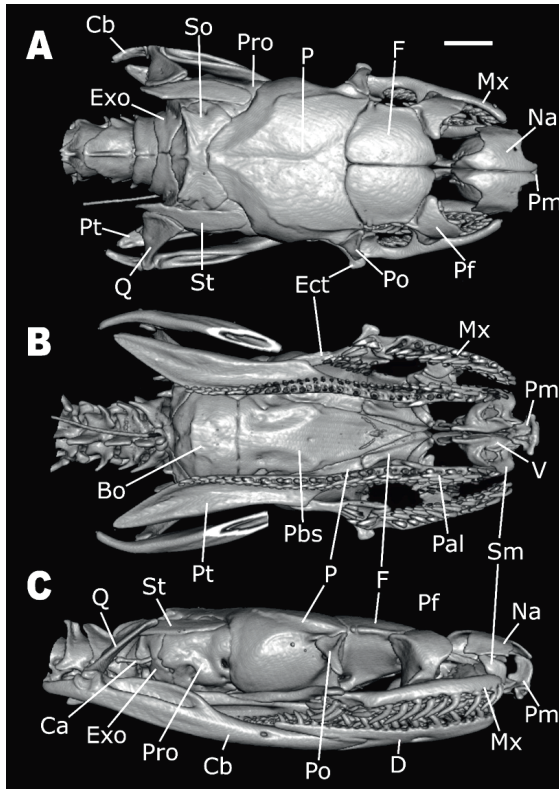 A
Cb
So
Pro
P
F
Exo
Mx
Na
Pm
Pt
Q
St
Ect
Po
Pf
B
Mx
Pm
V
Bo
Pt
Pbs
P
F
Pal
Sm
C
Q
St
P
F
Pf
Na
Ca
Exo
Pro
Cb
Po
D
Mx
Pm